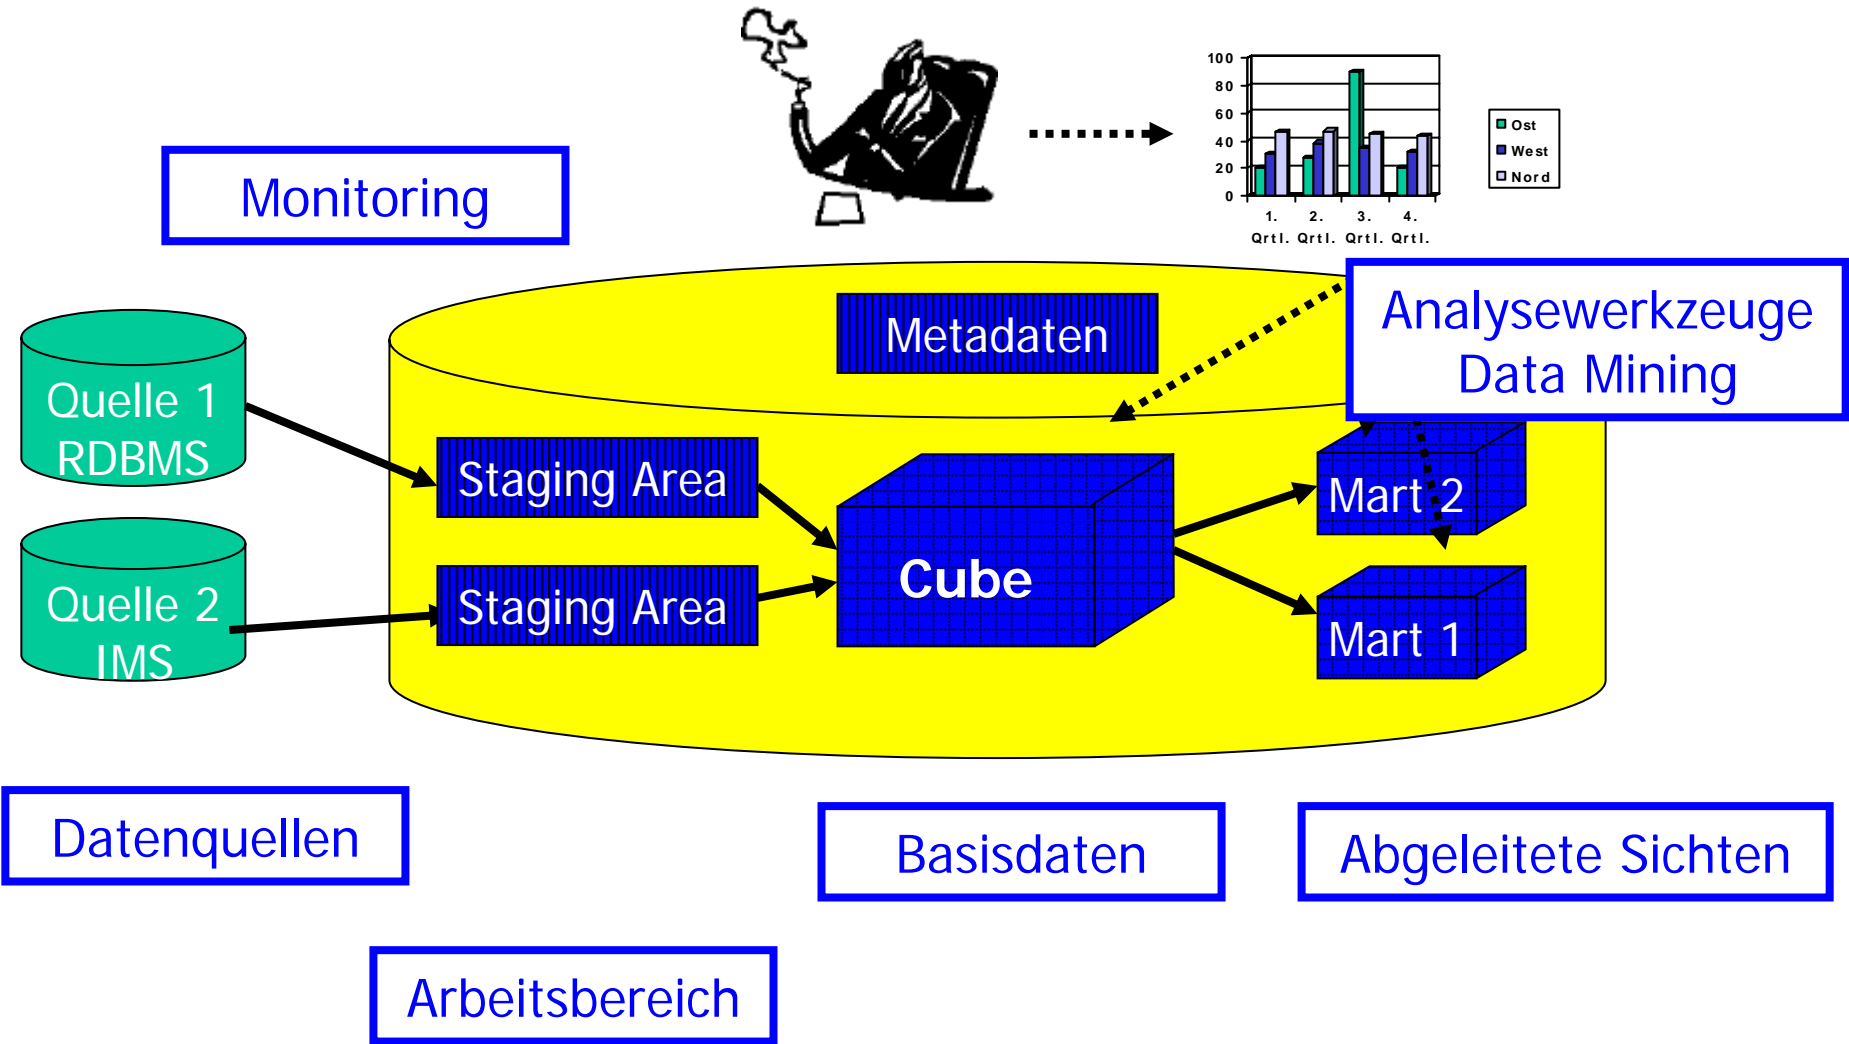 100
80
60
40
20
0
1. 2. 3. 4.
Qrtl. Qrtl. Qrtl. Qrtl.
Ost
West
Nord
Monitoring
Metadaten
Analysewerkzeuge
Data Mining
Quelle 1
RDBMS
Staging Area
Mart 2
Cube
Quelle 2
IMS
Staging Area
Mart 1
Datenquellen
Basisdaten
Abgeleitete Sichten
Arbeitsbereich